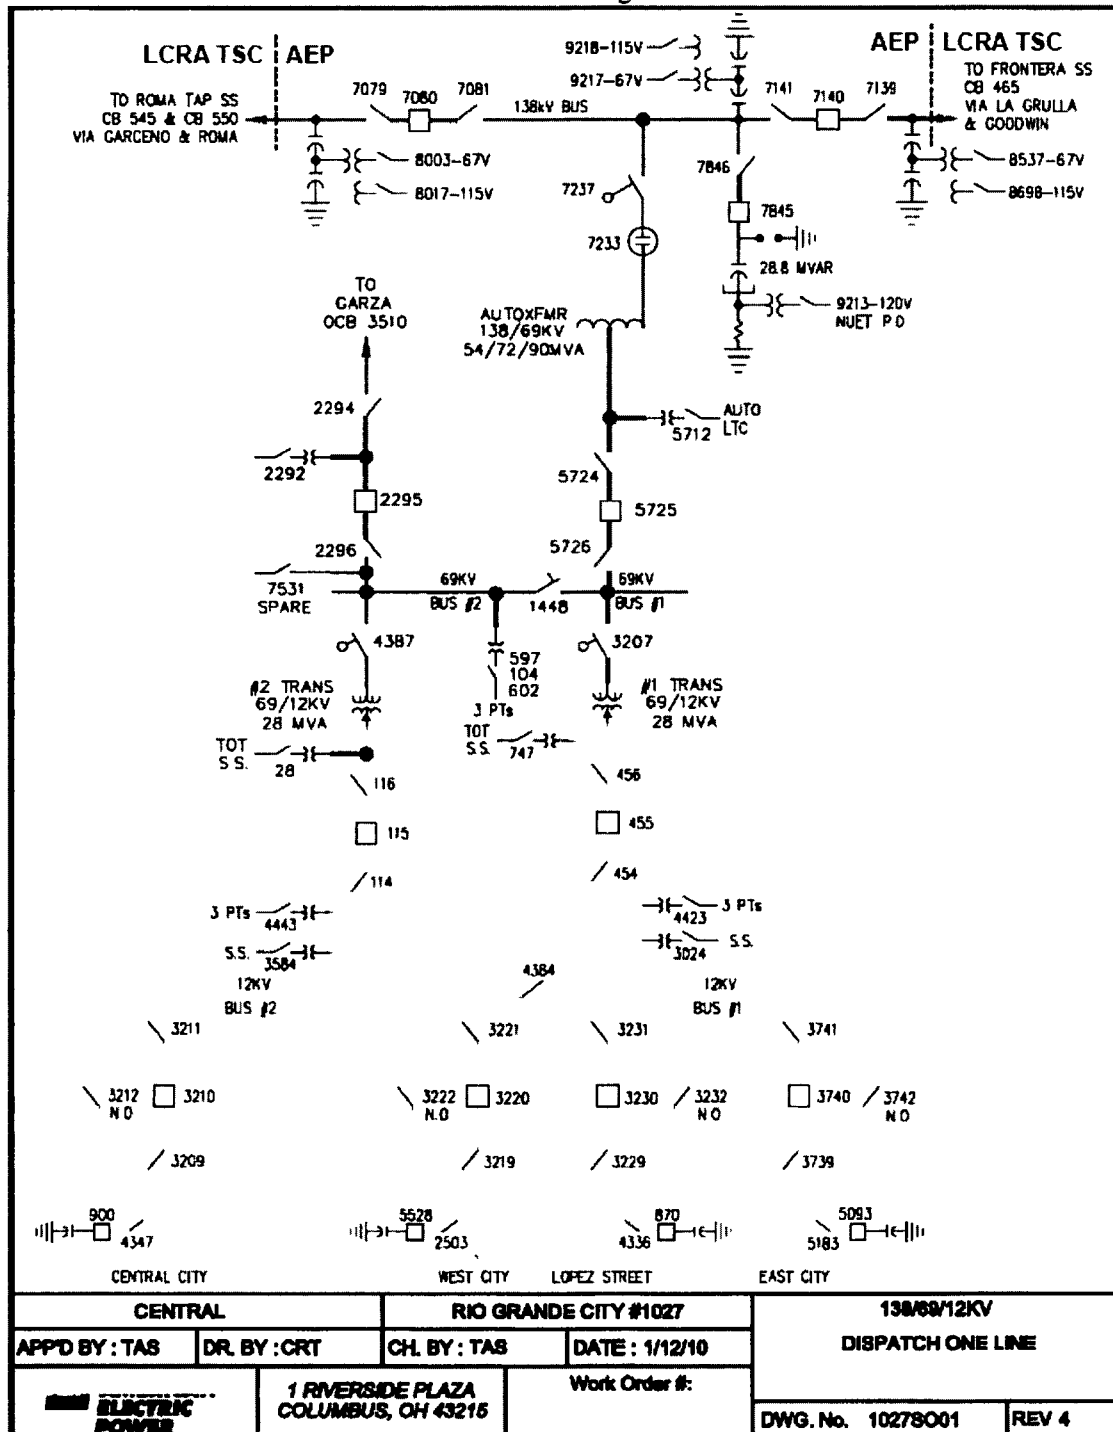 LCRA TSC AEP
AEP LCRA TSC
9218-115V
9217-67V
TO ROMA TAP SS
CB 545 & CB 550
VIA GARCENO & ROMA
7079
7080
7081
138kV BUS
7141
7140
7139
TO FRONTERA SS
CB 465
VIA LA GRULLA
& GOODWIN
8003-67V
8017-115V
8537-67V
8698-115V
7846
7845
7237
7233
28.8 MVAR
9213-120V
NUET P.D
TO
GARZA
OCB 3510
AUTOXFMR
138/69KV
54/72/90MVA
2294
AUTO
LTC
5712
2292
2295
5724
5725
2296
5726
7531
SPARE
69KV
BUS #2
1448
69KV
BUS #1
4387
597
104
602
3 PTs
3207
#2 TRANS
69/12KV
28 MVA
#1 TRANS
69/12KV
28 MVA
TOT
S.S.
28
TOT
S.S.
747
116
115
114
456
455
454
3 PTs
4443
4423
3 PTs
S.S.
3584
3024
S.S.
12KV
BUS #2
4384
12KV
BUS #1
3211
3221
3231
3741
3212
N.O
3210
3222
N.O
3220
3230
3232
N.O
3740
3742
N.O
3209
3219
3229
3739
900
4347
5528
2503
4336
870
5183
5093
CENTRAL CITY
WEST CITY
LOPEZ STREET
EAST CITY
CENTRAL
RIO GRANDE CITY #1027
138/69/12KV
DISPATCH ONE LINE
APP'D BY : TAS
DR. BY : CRT
CH. BY : TAS
DATE : 1/12/10
ELECTRIC
POWER
1 RIVERSIDE PLAZA
COLUMBUS, OH 43215
Work Order #:
DWG. No. 1027SO01
REV 4